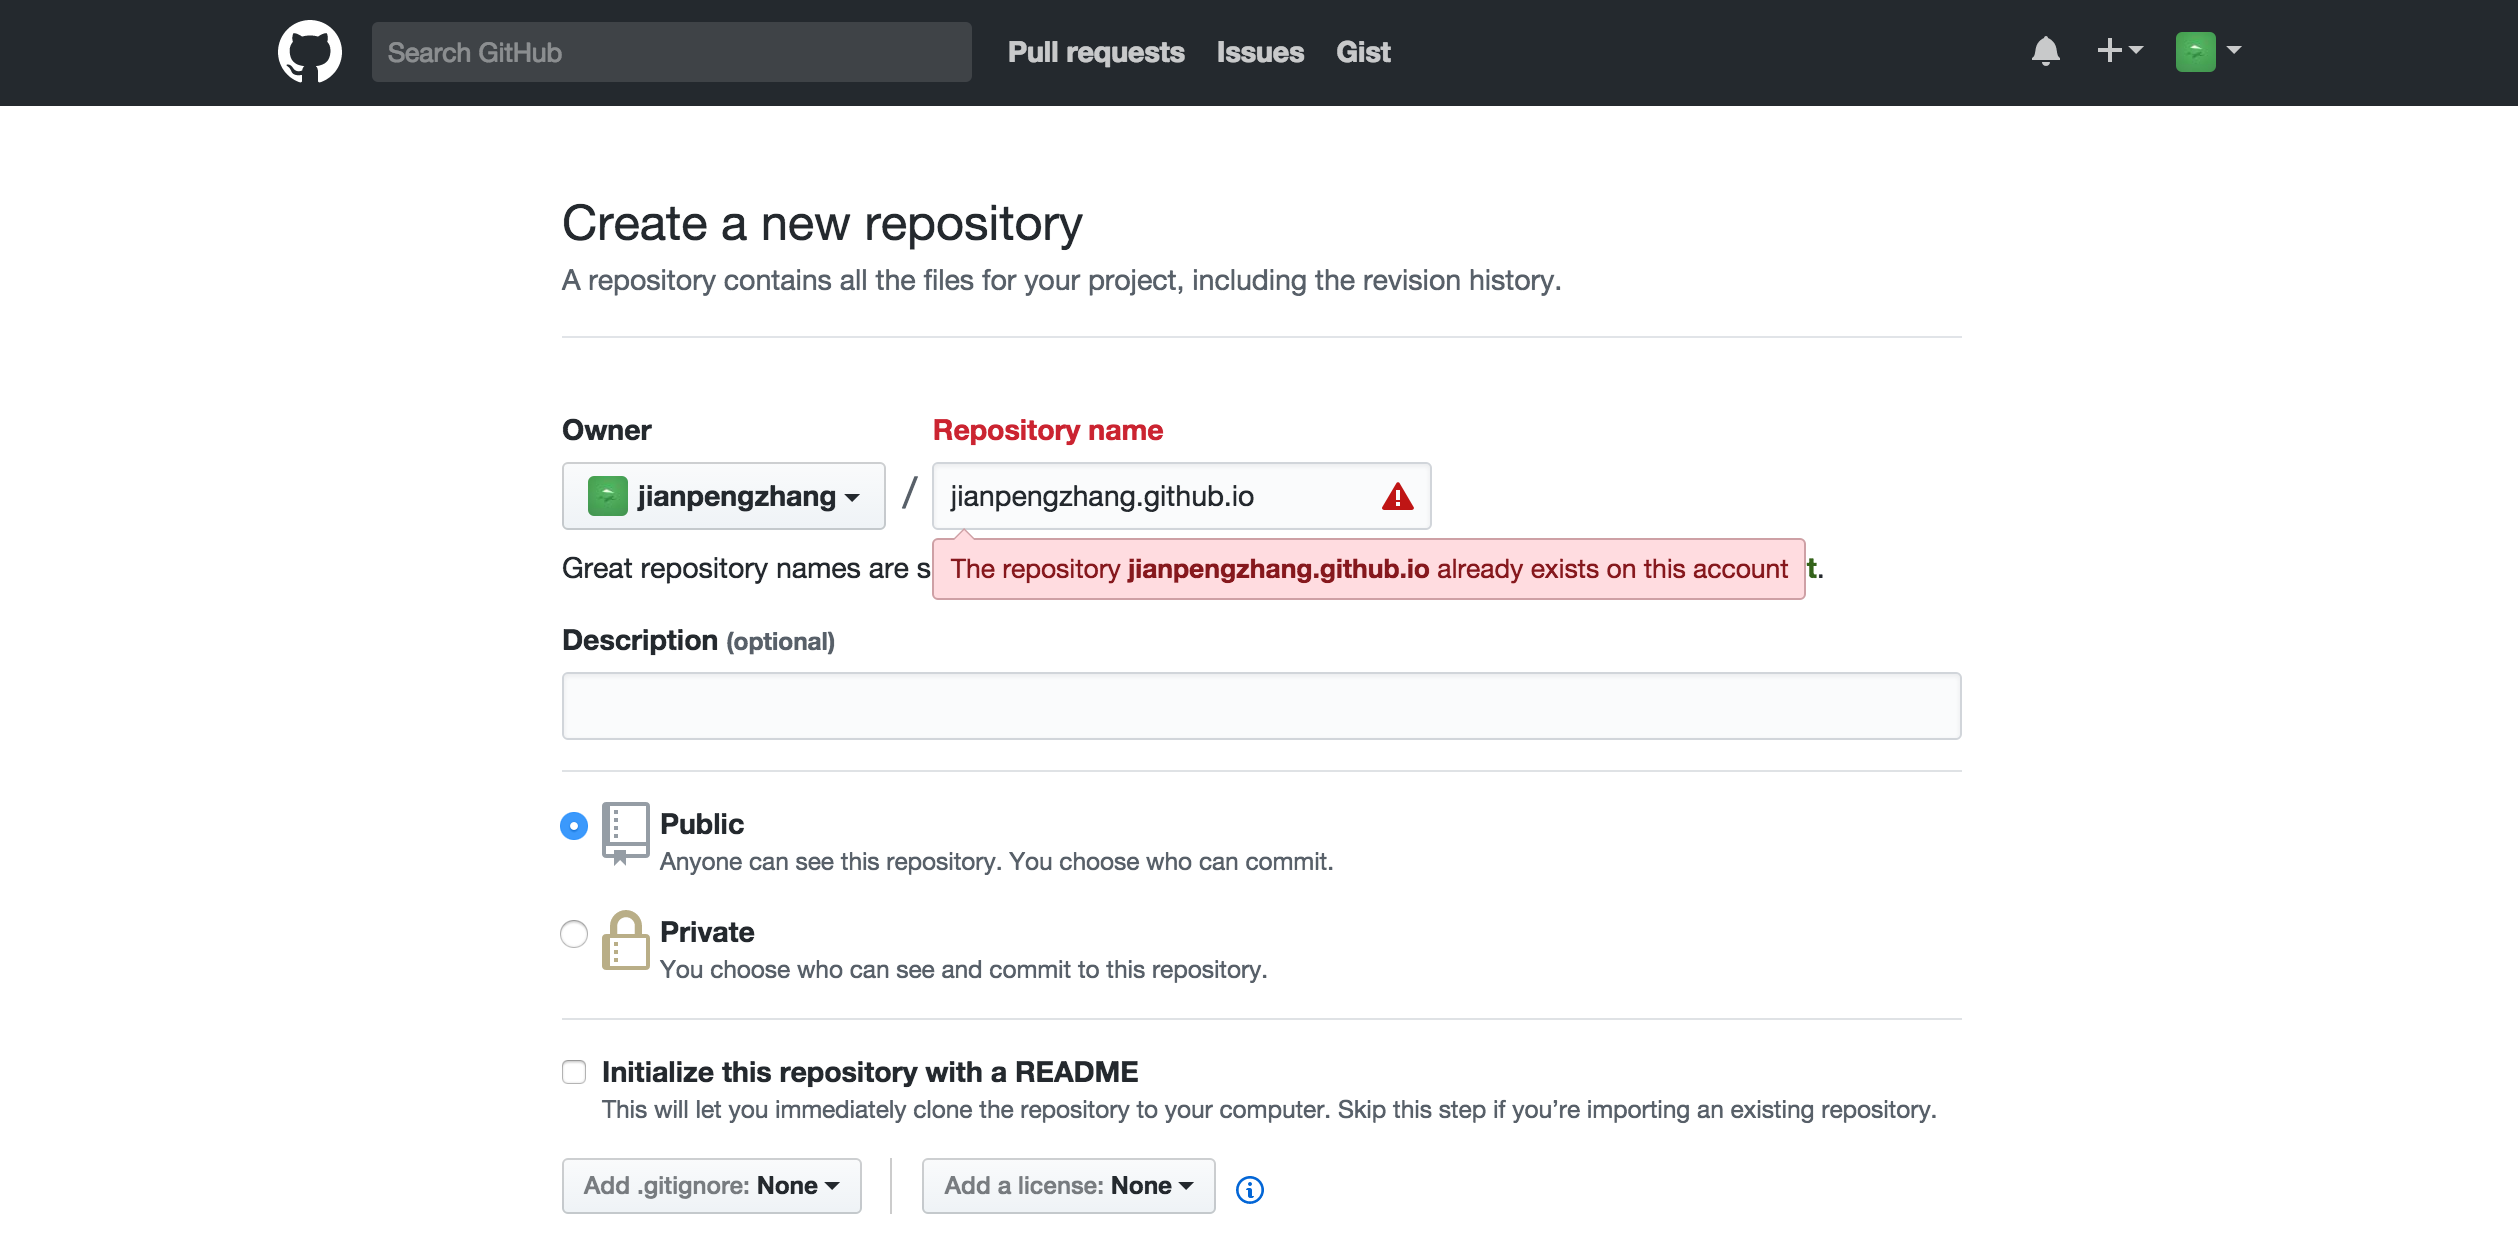 Search GitHub Pull requests Issues Gist
Create a new repository
A repository contains all the files for your project, including the revision history.
Owner Repository name
jianpengzhang / jianpengzhang.github.io
Great repository names are s The repository jianpengzhang.github.io already exists on this account t.
Description (optional)
Public
Anyone can see this repository. You choose who can commit.
Private
You choose who can see and commit to this repository.
Initialize this repository with a README
This will let you immediately clone the repository to your computer. Skip this step if you’re importing an existing repository.
Add .gitignore: None Add a license: None